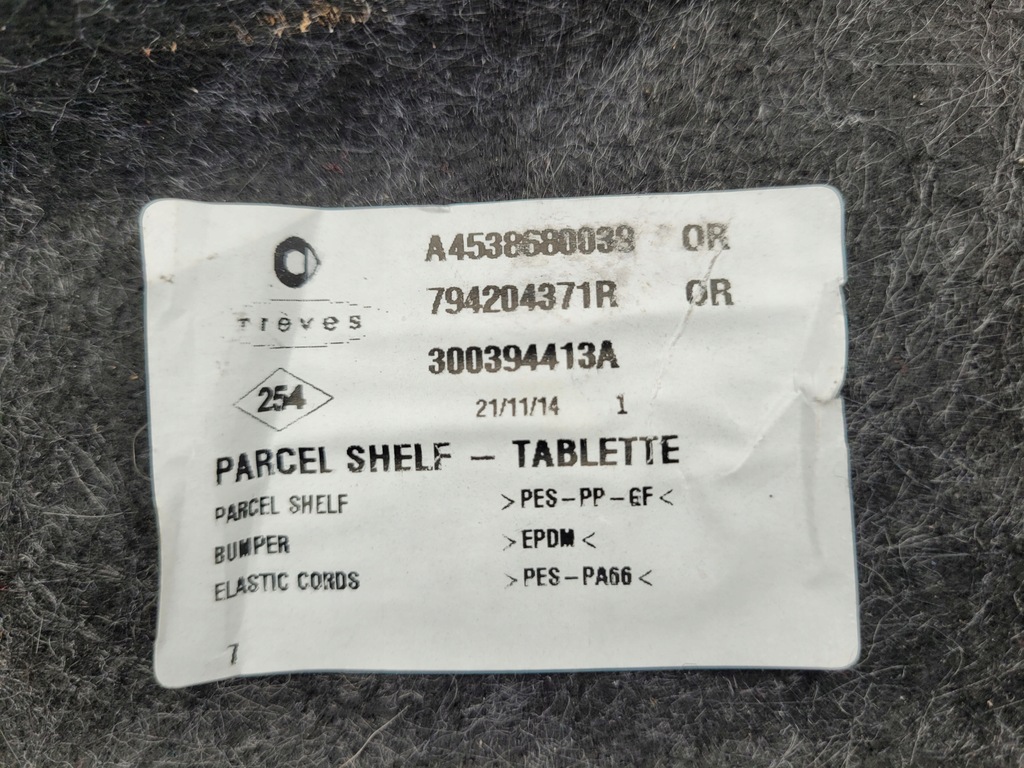 A4538680039 OR
794204371R OR
Trèves
300394413A
254
21/11/14 1
PARCEL SHELF - TABLETTE
PARCEL SHELF >PES-PP-GF<
BUMPER >EPDM<
ELASTIC CORDS >PES-PA66<
7